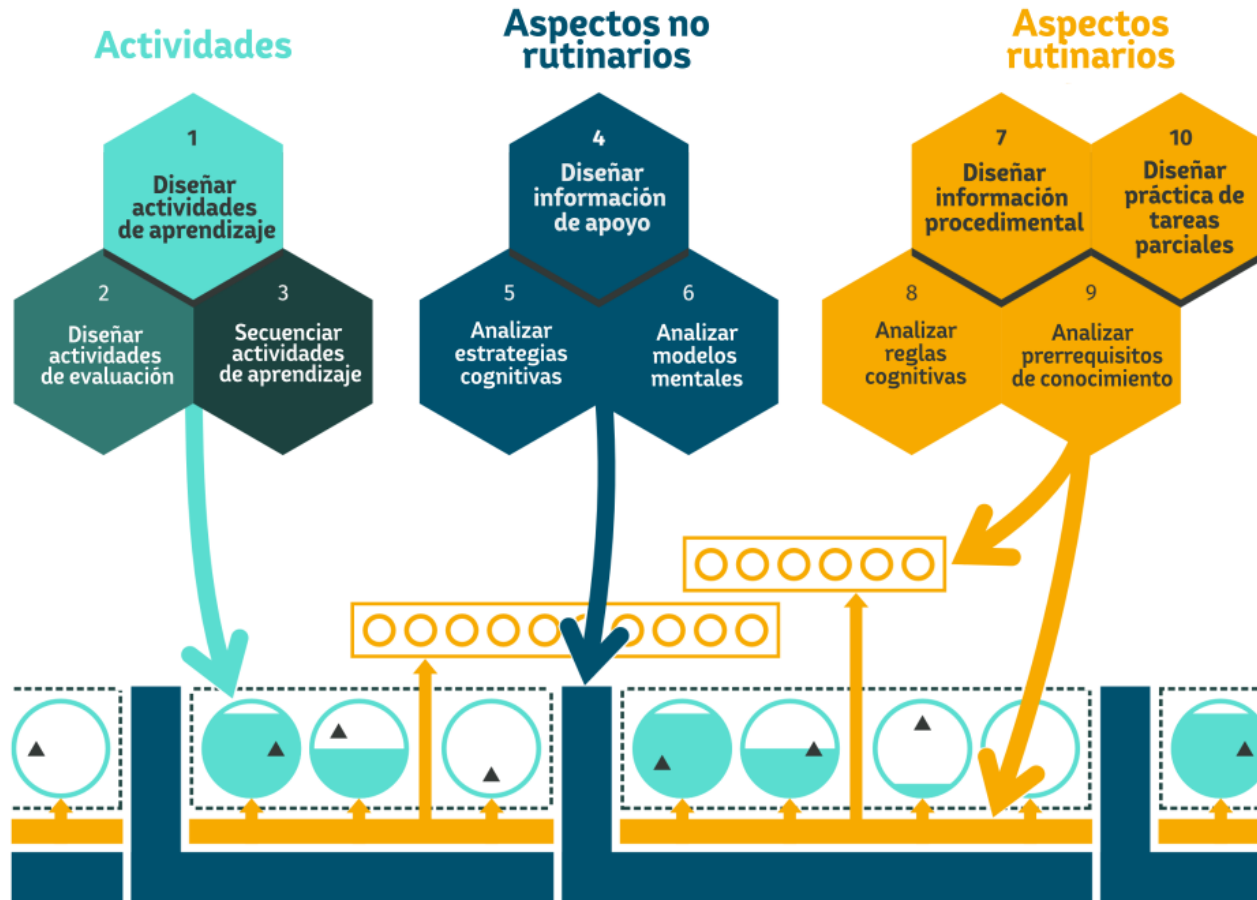 Actividades
Aspectos no
rutinarios
Aspectos
rutinarios
1
Diseñar
actividades
de aprendizaje
2
Diseñar
actividades
de evaluación
3
Secuenciar
actividades
de aprendizaje
4
Diseñar
información
de apoyo
5
Analizar
estrategias
cognitivas
6
Analizar
modelos
mentales
7
Diseñar
información
procedimental
10
Diseñar
práctica de
tareas
parciales
8
Analizar
reglas
cognitivas
9
Analizar
prerrequisitos
de conocimiento